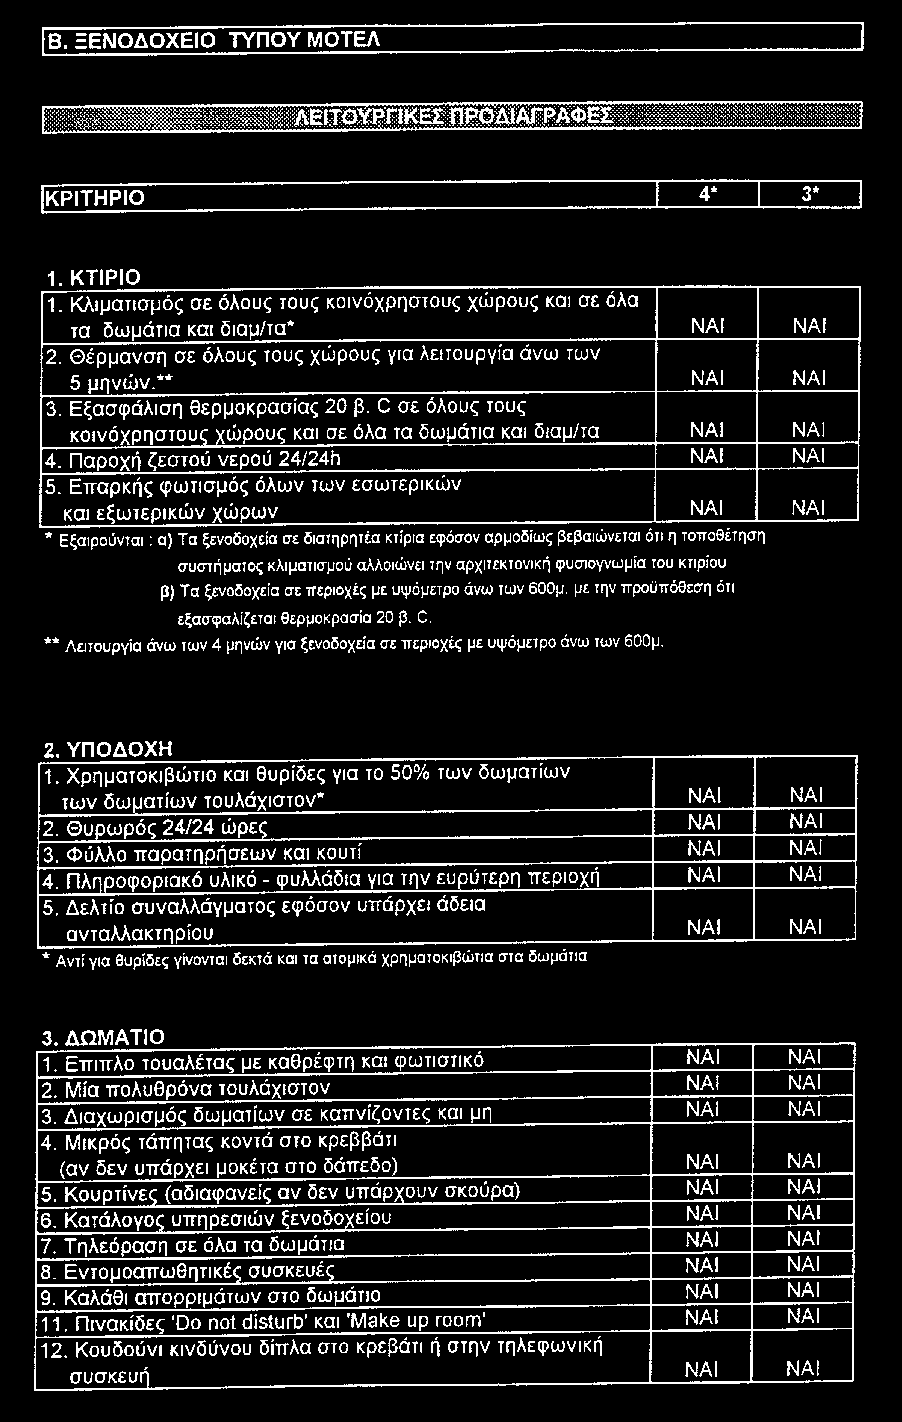 Β. ΞΕΝΟΔΟΧΕΙΟ ΤΥΠΟΥ ΜΟΤΕΛ
ΛΕΙΤΟΥΡΓΙΚΕΣ ΠΡΟΔΙΑΓΡΑΦΕΣ
ΚΡΙΤΗΡΙΟ 4* 3*
1. ΚΤΙΡΙΟ
1. Κλιματισμός σε όλους τους κοινόχρηστους χώρους και σε όλα
τα δωμάτια και διαμ/τα* ΝΑΙ ΝΑΙ
2. Θέρμανση σε όλους τους χώρους για λειτουργία άνω των
5 μηνών.** ΝΑΙ ΝΑΙ
3. Εξασφάλιση θερμοκρασίας 20 β. C σε όλους τους
κοινόχρηστους χώρους και σε όλα τα δωμάτια και διαμ/τα ΝΑΙ ΝΑΙ
4. Παροχή ζεστού νερού 24/24h ΝΑΙ ΝΑΙ
5. Επαρκής φωτισμός όλων των εσωτερικών
και εξωτερικών χώρων ΝΑΙ ΝΑΙ
* Εξαιρούνται : α) Τα ξενοδοχεία σε διατηρητέα κτίρια εφόσον αρμοδίως βεβαιώνεται ότι η τοποθέτηση
συστήματος κλιματισμού αλλοιώνει την αρχιτεκτονική φυσιογνωμία του κτιρίου
β) Τα ξενοδοχεία σε περιοχές με υψόμετρο άνω των 600μ. με την προϋπόθεση ότι
εξασφαλίζεται θερμοκρασία 20 β. C.
** Λειτουργία άνω των 4 μηνών για ξενοδοχεία σε περιοχές με υψόμετρο άνω των 600μ.
2. ΥΠΟΔΟΧΗ
1. Χρηματοκιβώτιο και θυρίδες για το 50% των δωματίων
των δωματίων τουλάχιστον* ΝΑΙ ΝΑΙ
2. Θυρωρός 24/24 ώρες ΝΑΙ ΝΑΙ
3. Φύλλο παρατηρήσεων και κουτί ΝΑΙ ΝΑΙ
4. Πληροφοριακό υλικό - φυλλάδια για την ευρύτερη περιοχή ΝΑΙ ΝΑΙ
5. Δελτίο συναλλάγματος εφόσον υπάρχει άδεια
ανταλλακτηρίου ΝΑΙ ΝΑΙ
* Αντί για θυρίδες γίνονται δεκτά και τα ατομικά χρηματοκιβώτια στα δωμάτια
3. ΔΩΜΑΤΙΟ
1. Επιπλο τουαλέτας με καθρέφτη και φωτιστικό ΝΑΙ ΝΑΙ
2. Μία πολυθρόνα τουλάχιστον ΝΑΙ ΝΑΙ
3. Διαχωρισμός δωματίων σε καπνίζοντες και μη ΝΑΙ ΝΑΙ
4. Μικρός τάπητας κοντά στο κρεββάτι
(αν δεν υπάρχει μοκέτα στο δάπεδο) ΝΑΙ ΝΑΙ
5. Κουρτίνες (αδιαφανείς αν δεν υπάρχουν σκούρα) ΝΑΙ ΝΑΙ
6. Κατάλογος υπηρεσιών ξενοδοχείου ΝΑΙ ΝΑΙ
7. Τηλεόραση σε όλα τα δωμάτια ΝΑΙ ΝΑΙ
8. Εντομοαπωθητικές συσκευές ΝΑΙ ΝΑΙ
9. Καλάθι απορριμάτων στο δωμάτιο ΝΑΙ ΝΑΙ
11. Πινακίδες 'Do not disturb' και 'Make up room' ΝΑΙ ΝΑΙ
12. Κουδούνι κινδύνου δίπλα στο κρεβάτι ή στην τηλεφωνική
συσκευή ΝΑΙ ΝΑΙ